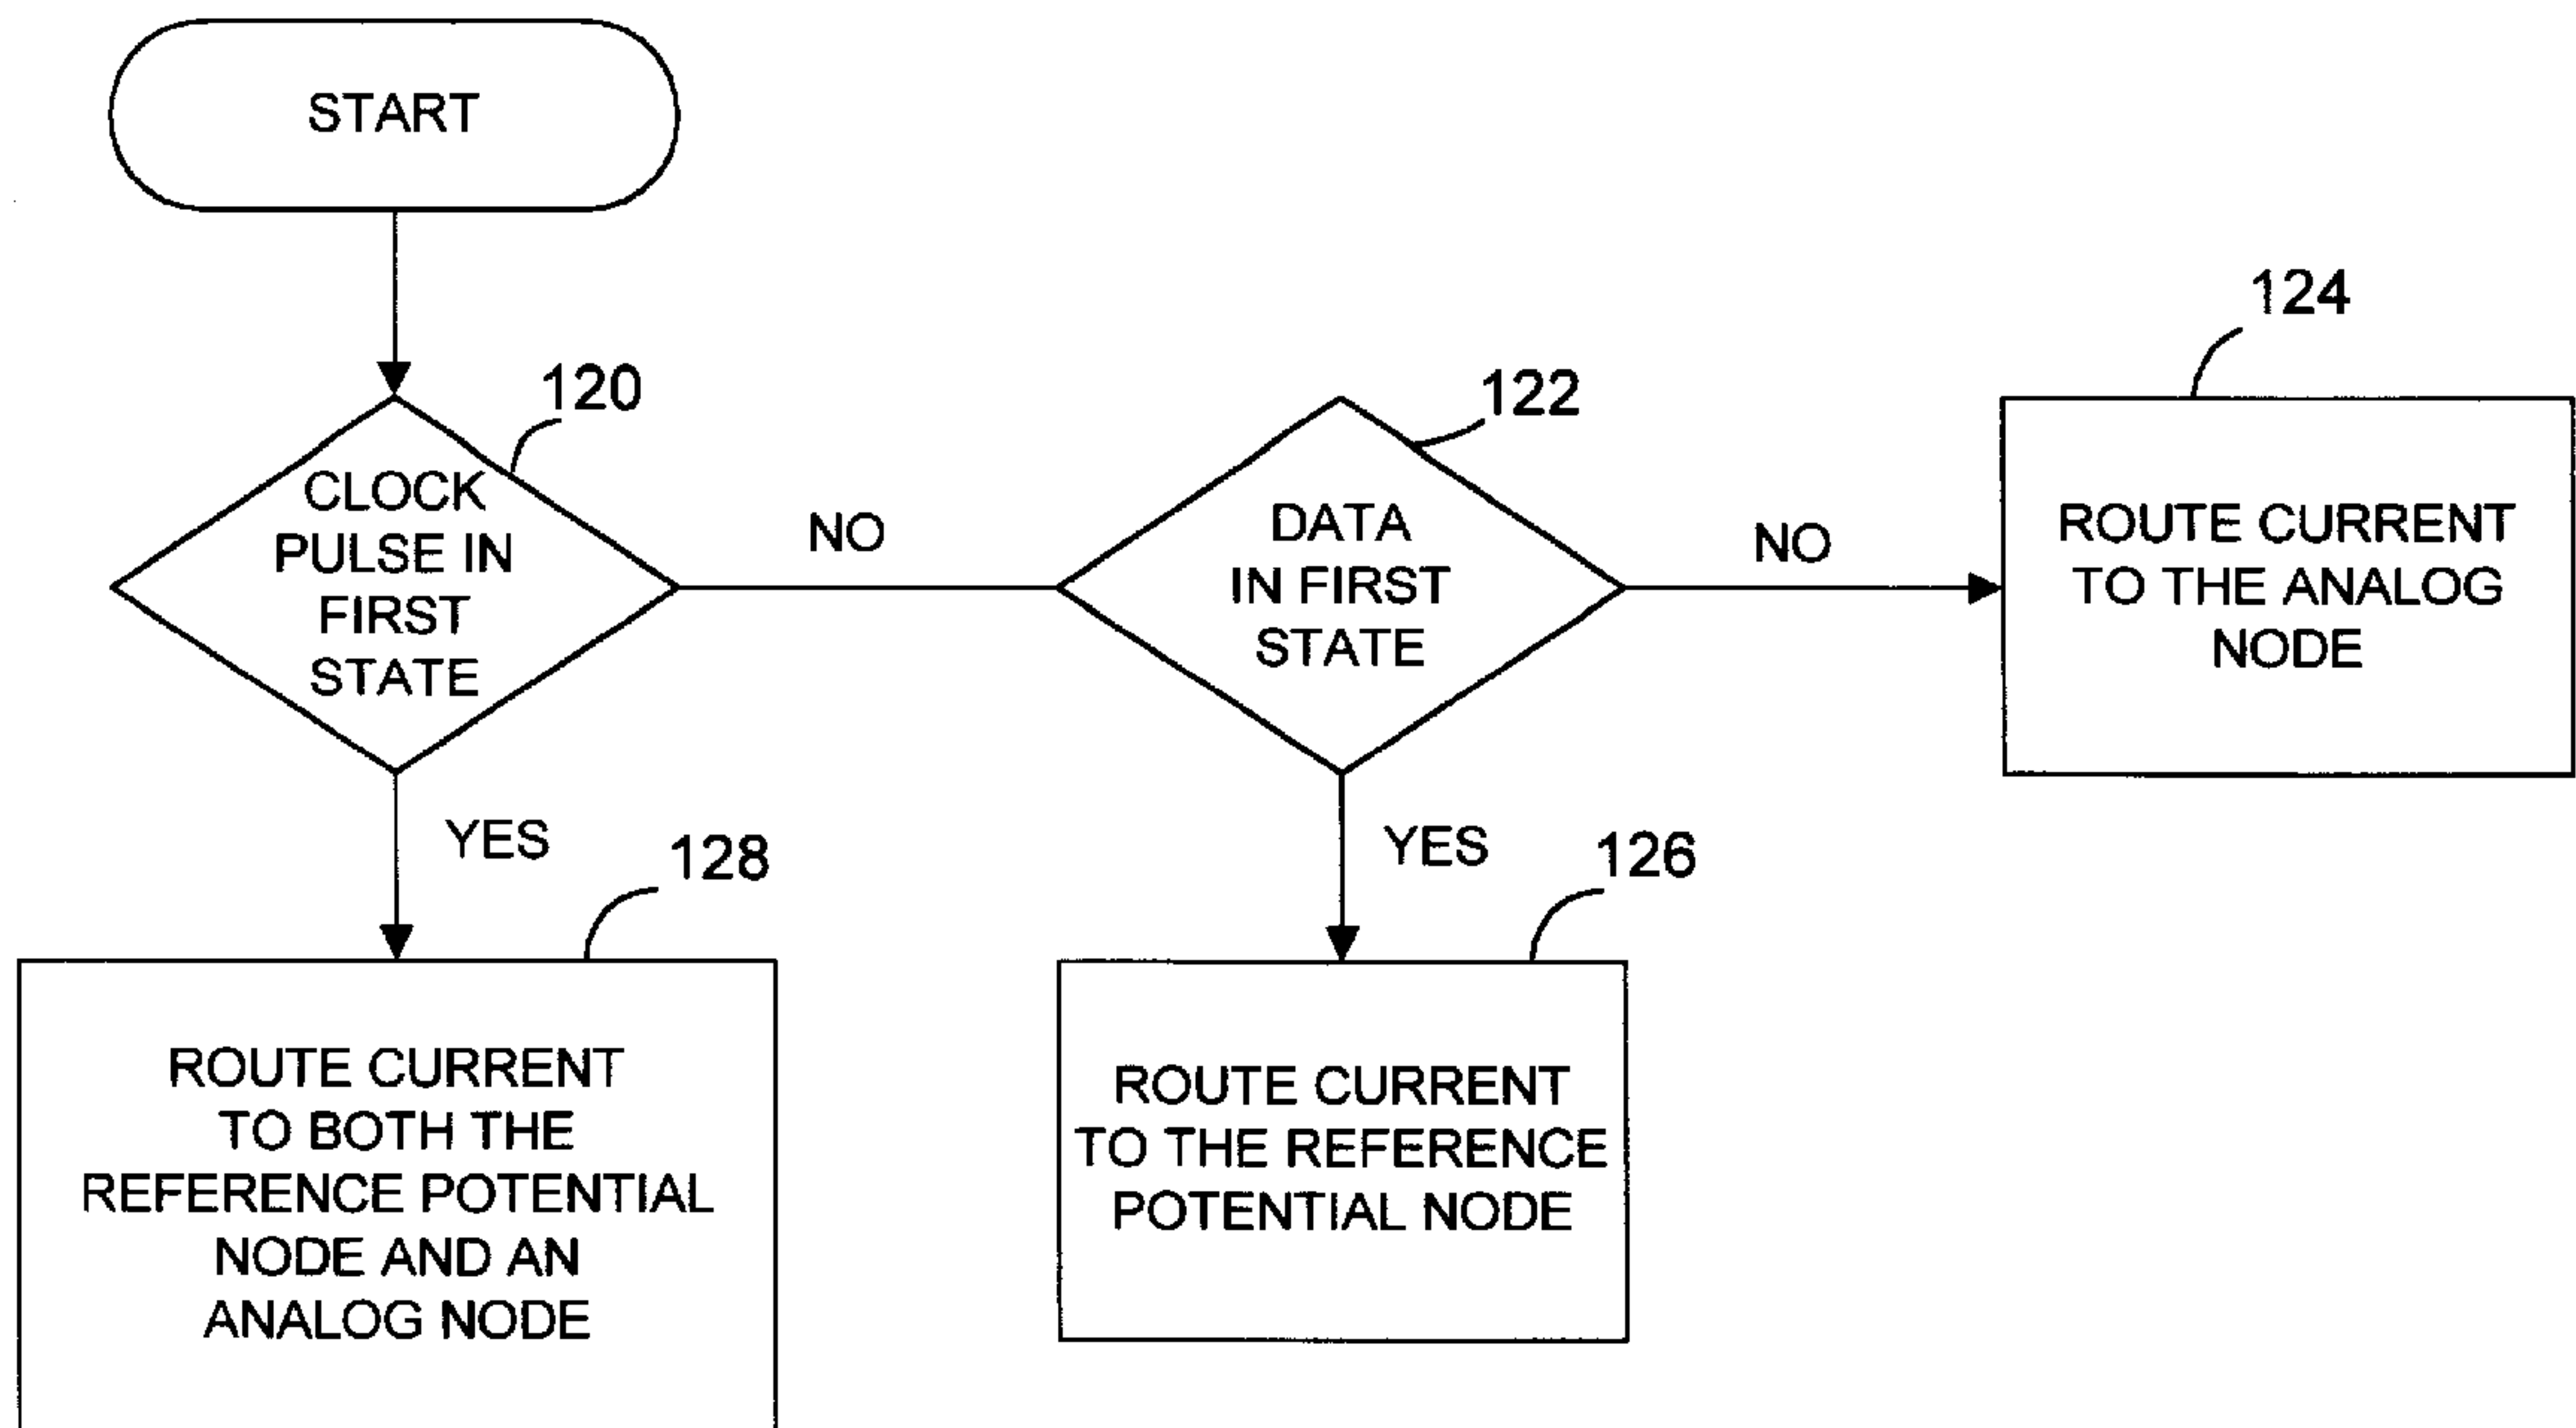 START
120
CLOCK
PULSE IN
FIRST
STATE
NO
122
DATA
IN FIRST
STATE
NO
124
ROUTE CURRENT
TO THE ANALOG
NODE
YES
128
ROUTE CURRENT
TO BOTH THE
REFERENCE POTENTIAL
NODE AND AN
ANALOG NODE
YES
126
ROUTE CURRENT
TO THE REFERENCE
POTENTIAL NODE